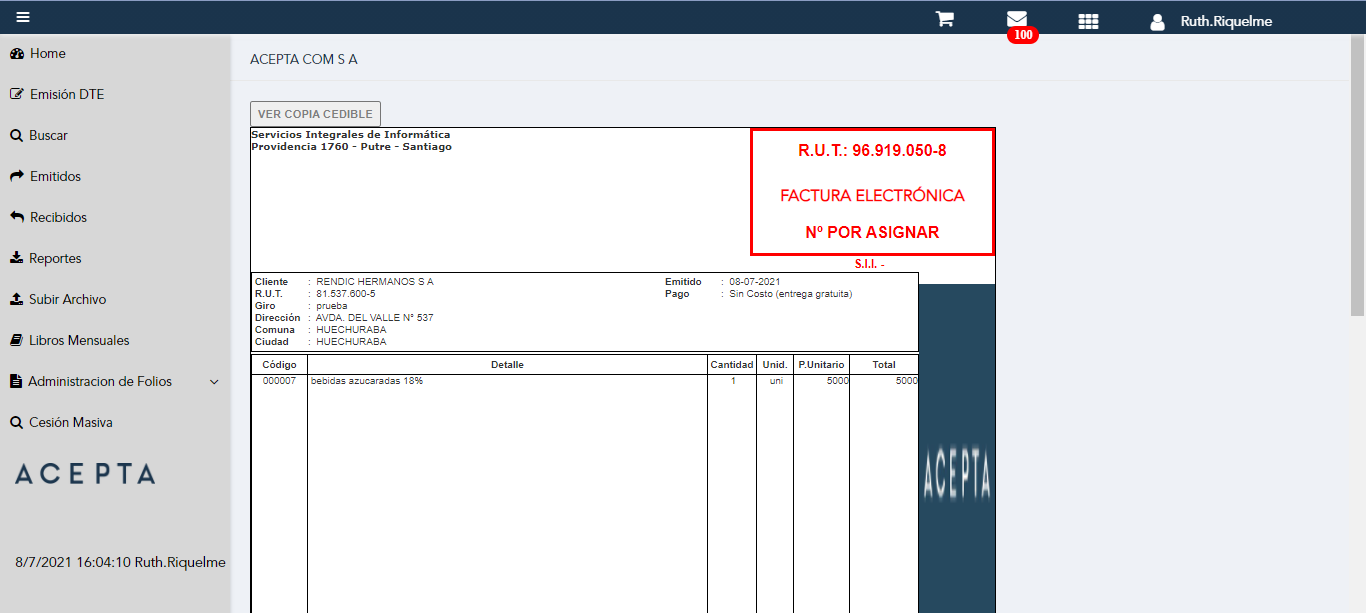 100
Ruth.Riquelme
Home
Emisión DTE
Buscar
Emitidos
Recibidos
Reportes
Subir Archivo
Libros Mensuales
Administracion de Folios
Cesión Masiva
ACEPTA
8/7/2021 16:04:10 Ruth.Riquelme
ACEPTA COM S A
VER COPIA CEDIBLE
Servicios Integrales de Informática
Providencia 1760 - Putre - Santiago
R.U.T.: 96.919.050-8
FACTURA ELECTRÓNICA
Nº POR ASIGNAR
S.I.I. -
Cliente : RENDIC HERMANOS S A Emitido : 08-07-2021
R.U.T. : 81.537.600-5 Pago : Sin Costo (entrega gratuita)
Giro : prueba
Dirección : AVDA. DEL VALLE N° 537
Comuna : HUECHURABA
Ciudad : HUECHURABA
Código Detalle Cantidad Unid. P.Unitario Total
000007 bebidas azucaradas 18% 1 uni 5000 5000
ACEPTA